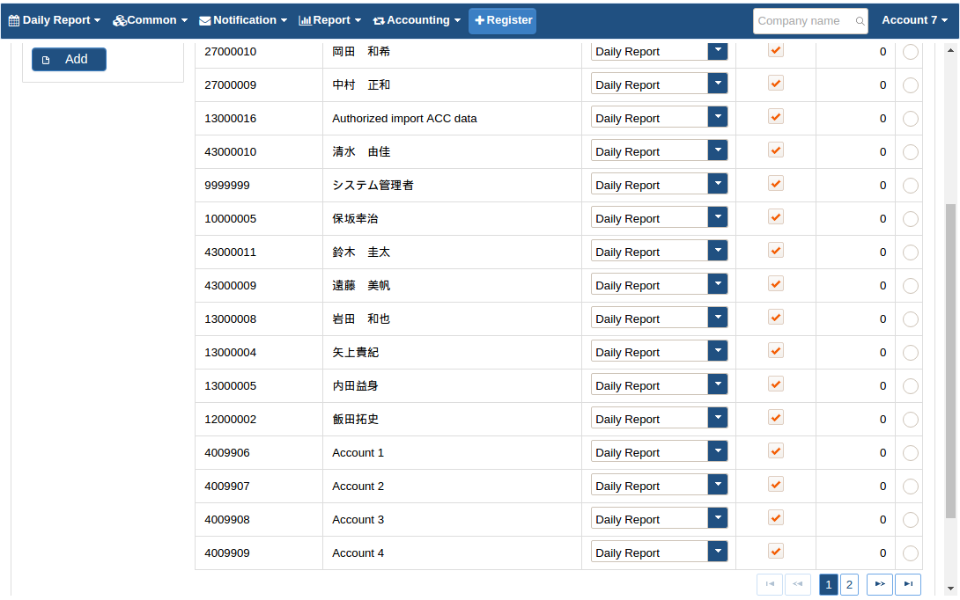 Daily Report Common Notification Report Accounting Register Company name Account 7
Add
27000010 岡田　和希 Daily Report 0
27000009 中村　正和 Daily Report 0
13000016 Authorized import ACC data Daily Report 0
43000010 清水　由佳 Daily Report 0
9999999 システム管理者 Daily Report 0
10000005 保坂幸治 Daily Report 0
43000011 鈴木　圭太 Daily Report 0
43000009 遠藤　美帆 Daily Report 0
13000008 岩田　和也 Daily Report 0
13000004 矢上貴紀 Daily Report 0
13000005 内田益身 Daily Report 0
12000002 飯田拓史 Daily Report 0
4009906 Account 1 Daily Report 0
4009907 Account 2 Daily Report 0
4009908 Account 3 Daily Report 0
4009909 Account 4 Daily Report 0
1 2